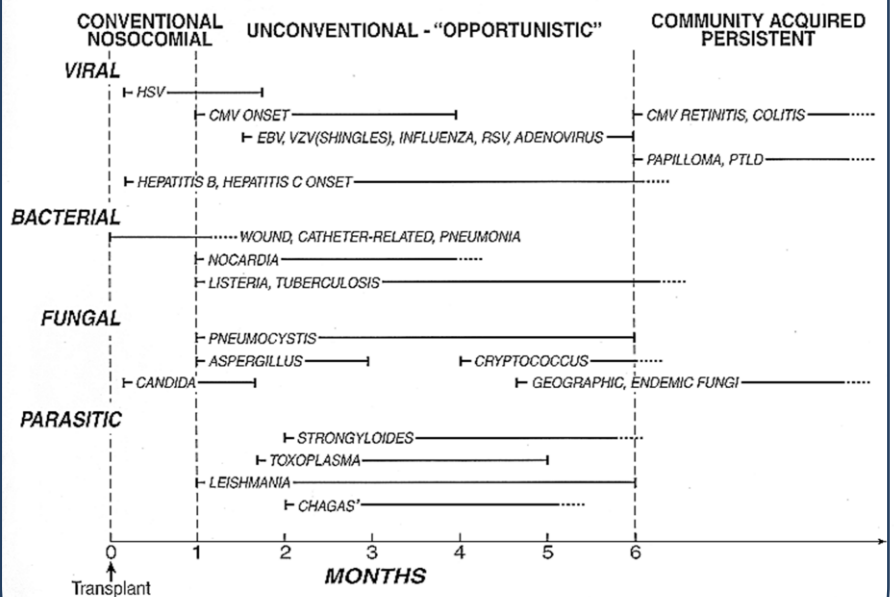 CONVENTIONAL
NOSOCOMIAL
UNCONVENTIONAL - "OPPORTUNISTIC"
COMMUNITY ACQUIRED
PERSISTENT
VIRAL
HSV
CMV ONSET
CMV RETINITIS, COLITIS
EBV, VZV(SHINGLES), INFLUENZA, RSV, ADENOVIRUS
PAPILLOMA, PTLD
HEPATITIS B, HEPATITIS C ONSET
BACTERIAL
WOUND, CATHETER-RELATED, PNEUMONIA
NOCARDIA
LISTERIA, TUBERCULOSIS
FUNGAL
PNEUMOCYSTIS
ASPERGILLUS
CRYPTOCOCCUS
CANDIDA
GEOGRAPHIC, ENDEMIC FUNGI
PARASITIC
STRONGYLOIDES
TOXOPLASMA
LEISHMANIA
CHAGAS'
0 1 2 3 4 5 6
MONTHS
Transplant